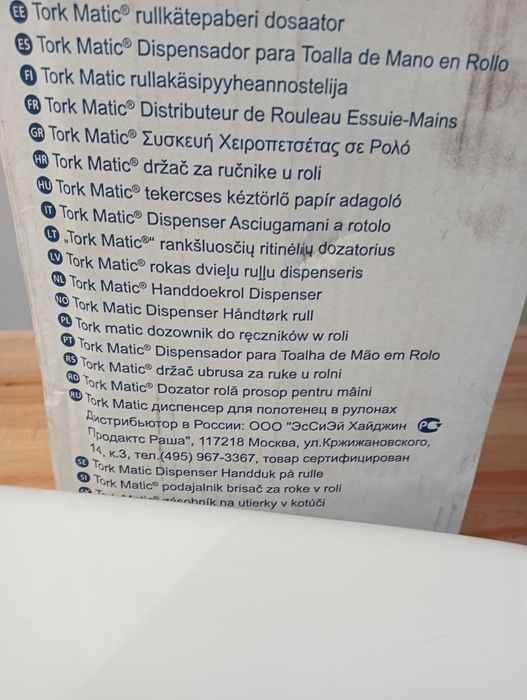 EE Tork Matic® rullkätepaberi dosaator
ES Tork Matic® Dispensador para Toalla de Mano en Rollo
FI Tork Matic rullakäsipyyheannostelija
FR Tork Matic® Distributeur de Rouleau Essuie-Mains
GR Tork Matic® Συσκευή Χειροπετσέτας σε Ρολό
HR Tork Matic® držač za ručnike u roli
HU Tork Matic® tekercses kéztörlő papír adagoló
IT Tork Matic® Dispenser Asciugamani a rotolo
LT „Tork Matic®“ rankšluosčių ritinėlių dozatorius
LV Tork Matic® rokas dvieļu ruļļu dispenseris
NL Tork Matic® Handdoekrol Dispenser
NO Tork Matic Dispenser Håndtørk rull
PL Tork matic dozownik do ręczników w roli
PT Tork Matic® Dispensador para Toalha de Mão em Rolo
RS Tork Matic® držač ubrusa za ruke u rolni
RO Tork Matic® Dozator rolă prosop pentru mâini
RU Tork Matic диспенсер для полотенец в рулонах
Дистрибьютор в России: ООО "ЭсСиЭй Хайджин
Продактс Раша", 117218 Москва, ул.Кржижановского,
14, к.3, тел.(495) 967-3367, товар сертифицирован
SE Tork Matic Dispenser Handduk på rulle
SI Tork Matic® podajalnik brisač za roke v roli
Matic® zásobník na utierky v kotúči